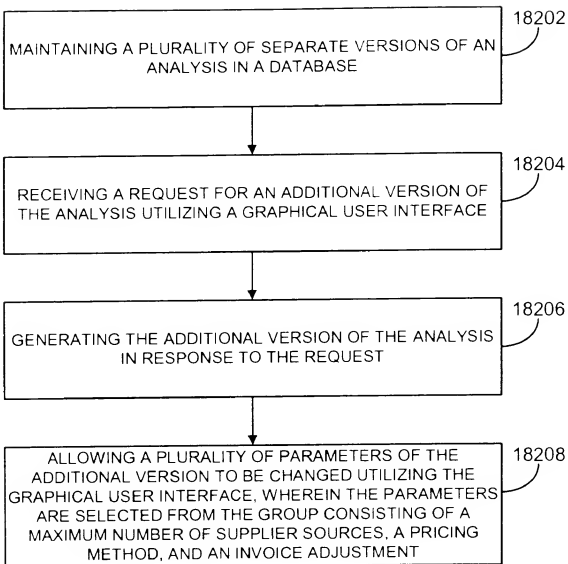 18202
MAINTAINING A PLURALITY OF SEPARATE VERSIONS OF AN
ANALYSIS IN A DATABASE
18204
RECEIVING A REQUEST FOR AN ADDITIONAL VERSION OF
THE ANALYSIS UTILIZING A GRAPHICAL USER INTERFACE
18206
GENERATING THE ADDITIONAL VERSION OF THE ANALYSIS
IN RESPONSE TO THE REQUEST
18208
ALLOWING A PLURALITY OF PARAMETERS OF THE
ADDITIONAL VERSION TO BE CHANGED UTILIZING THE
GRAPHICAL USER INTERFACE, WHEREIN THE PARAMETERS
ARE SELECTED FROM THE GROUP CONSISTING OF A
MAXIMUM NUMBER OF SUPPLIER SOURCES, A PRICING
METHOD, AND AN INVOICE ADJUSTMENT